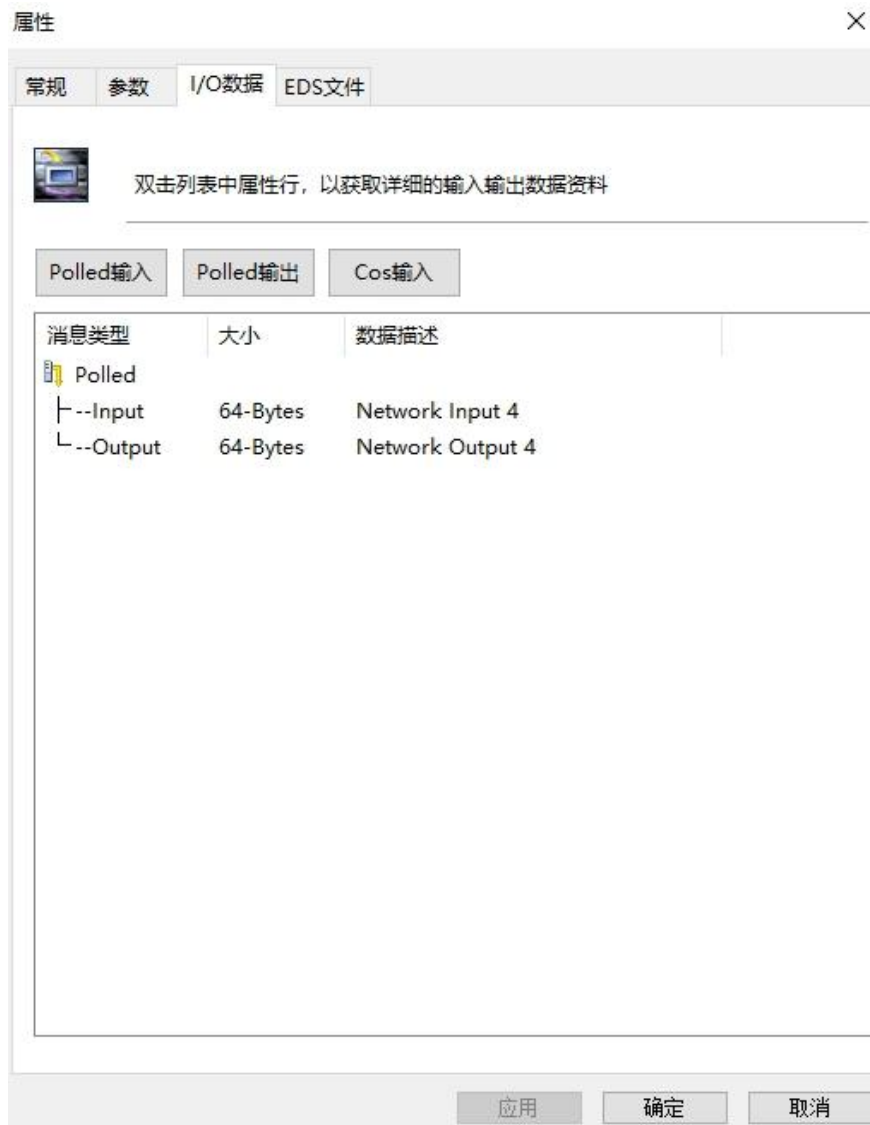 属性
常规 参数 I/O数据 EDS文件
双击列表中属性行，以获取详细的输入输出数据资料
Polled输入 Polled输出 Cos输入
消息类型 大小 数据描述
Polled
--Input 64-Bytes Network Input 4
--Output 64-Bytes Network Output 4
应用 确定 取消